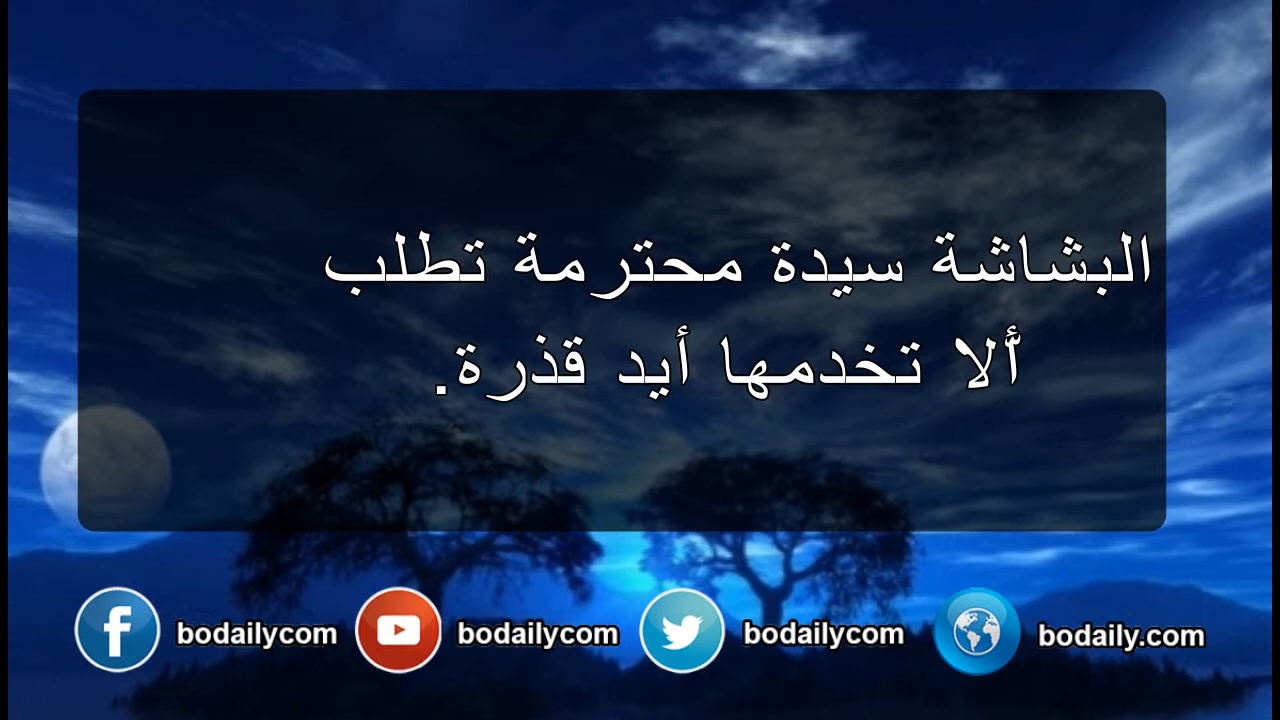 البشاشة سيدة محترمة تطلب
ألا تخدمها أيد قذرة.
bodailycom bodailycom bodailycom bodaily.com